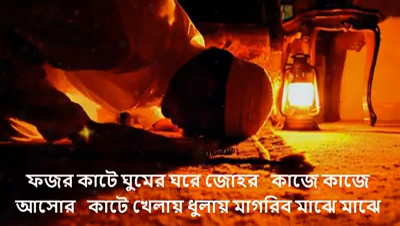 ফজর কাটে ঘুমের ঘরে জোহর কাজে কাজে
আসোর কাটে খেলায় ধুলায় মাগরিব মাঝে মাঝে